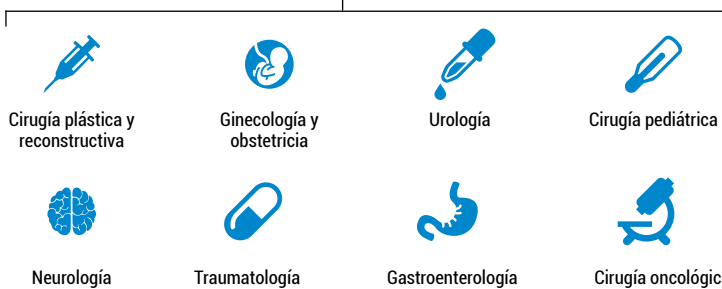 Cirugía plástica y
reconstructiva
Ginecología y
obstetricia
Urología
Cirugía pediátrica
Neurología
Traumatología
Gastroenterología
Cirugía oncológic